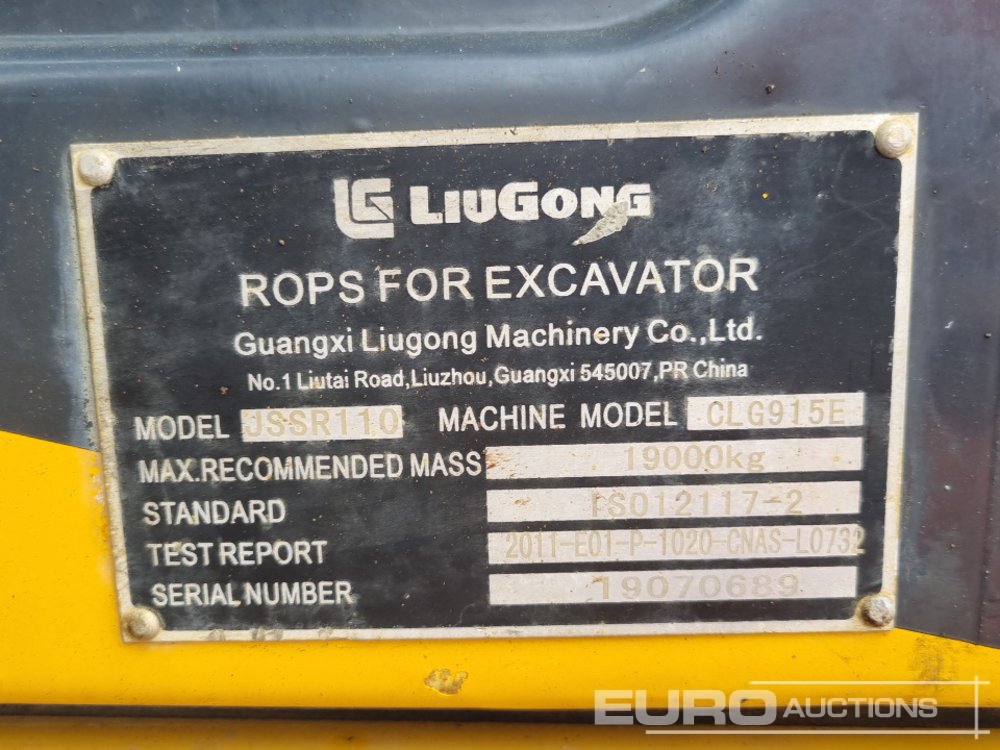 LG LIUGONG
ROPS FOR EXCAVATOR
Guangxi Liugong Machinery Co.,Ltd.
No.1 Liutai Road,Liuzhou,Guangxi 545007,PR China
MODEL JSSR110 MACHINE MODEL CLG915E
MAX.RECOMMENDED MASS 19000kg
STANDARD ISO12117-2
TEST REPORT 2011-E01-P-1020-CNAS-L0732
SERIAL NUMBER 19070689
EURO AUCTIONS